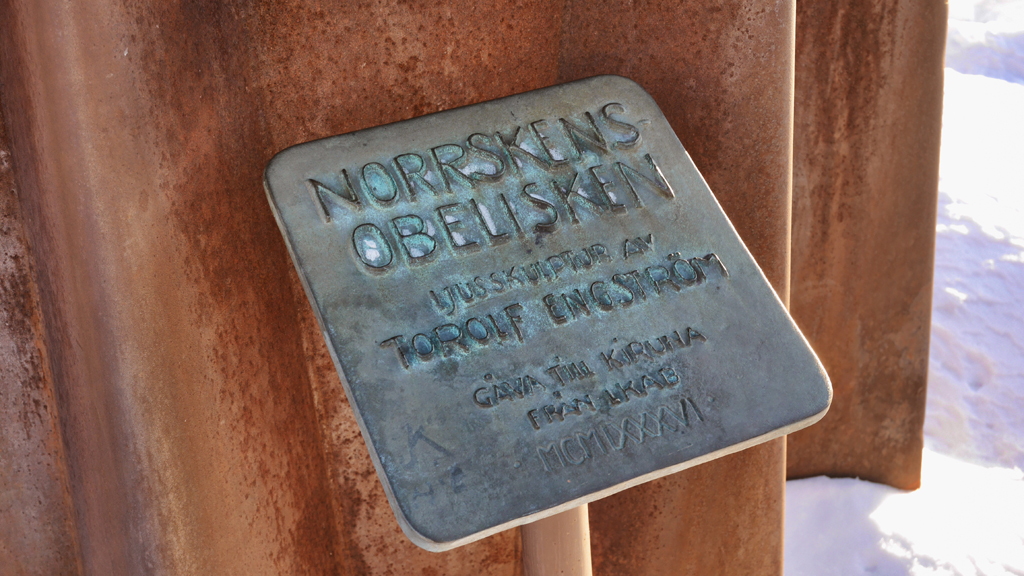 NORRSKENS-
OBELISKEN
LJUSSKULPTUR AV
TOROLF ENGSTRÖM
GÅVA TILL KIRUNA
FRÅN LKAB
MCMLXXXVI